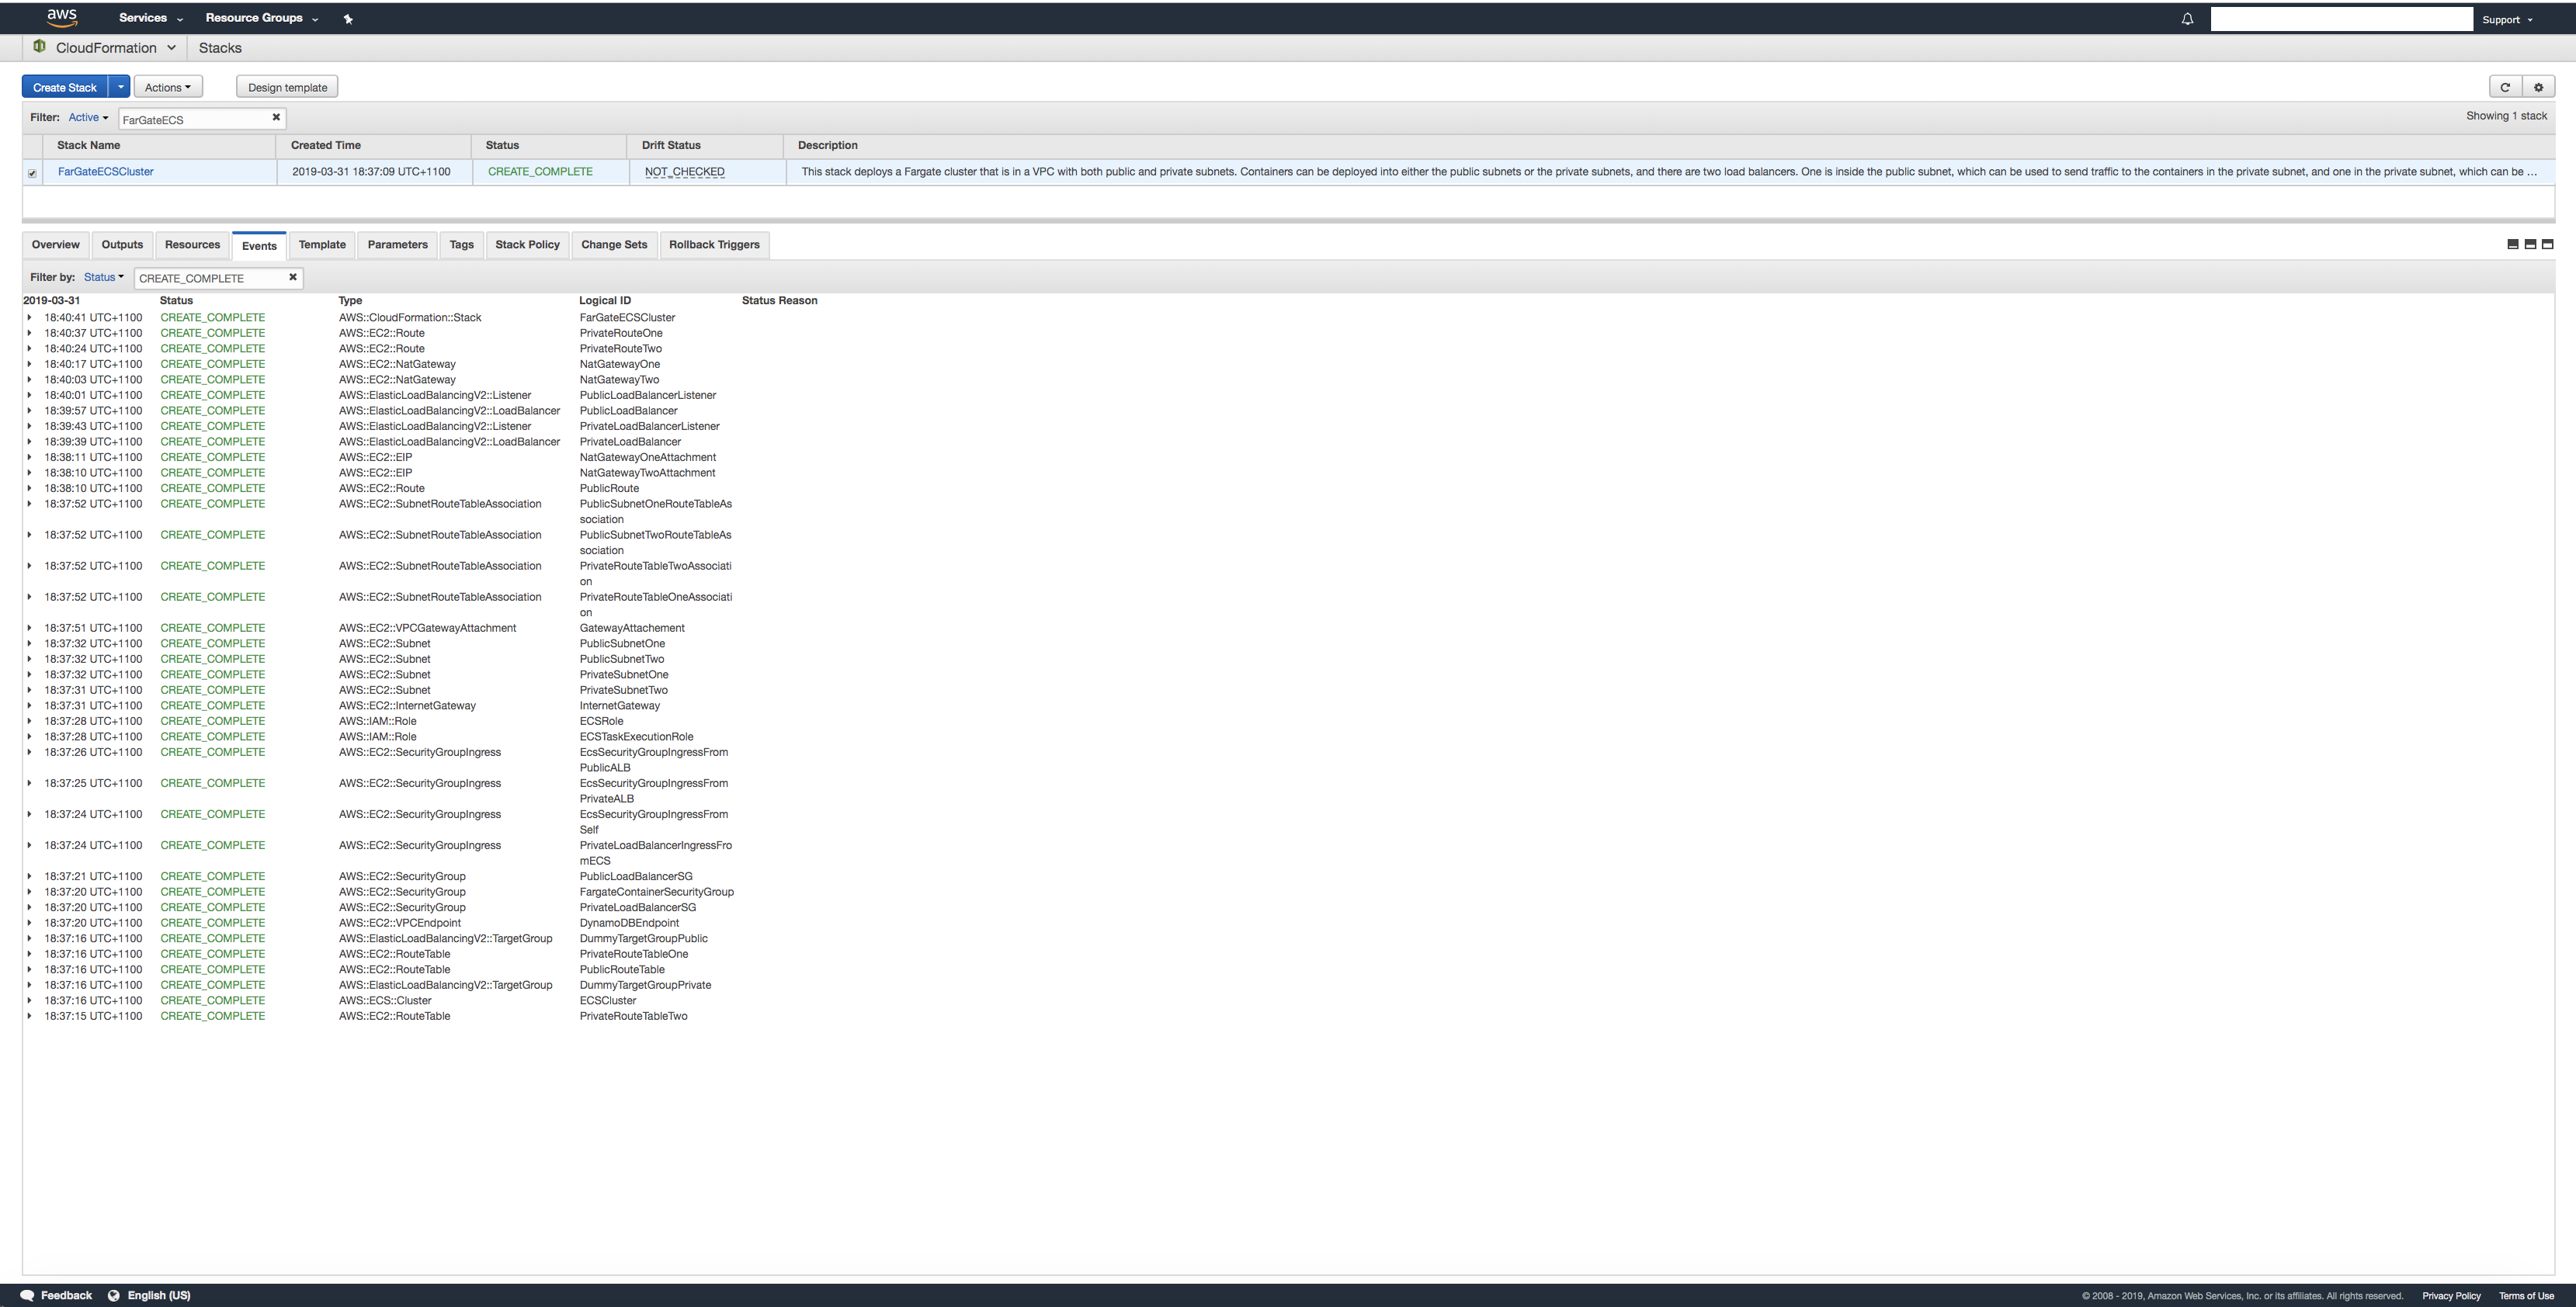 aws Services Resource Groups Support
CloudFormation Stacks
Create Stack Actions Design template
Filter: Active FarGateECS Showing 1 stack
Stack Name Created Time Status Drift Status Description
FarGateECSCluster 2019-03-31 18:37:09 UTC+1100 CREATE_COMPLETE NOT_CHECKED This stack deploys a Fargate cluster that is in a VPC with both public and private subnets. Containers can be deployed into either the public subnets or the private subnets, and there are two load balancers. One is inside the public subnet, which can be used to send traffic to the containers in the private subnet, and one in the private subnet, which can be ...
Overview Outputs Resources Events Template Parameters Tags Stack Policy Change Sets Rollback Triggers
Filter by: Status CREATE_COMPLETE
2019-03-31 Status Type Logical ID Status Reason
18:40:41 UTC+1100 CREATE_COMPLETE AWS::CloudFormation::Stack FarGateECSCluster
18:40:37 UTC+1100 CREATE_COMPLETE AWS::EC2::Route PrivateRouteOne
18:40:24 UTC+1100 CREATE_COMPLETE AWS::EC2::Route PrivateRouteTwo
18:40:17 UTC+1100 CREATE_COMPLETE AWS::EC2::NatGateway NatGatewayOne
18:40:03 UTC+1100 CREATE_COMPLETE AWS::EC2::NatGateway NatGatewayTwo
18:40:01 UTC+1100 CREATE_COMPLETE AWS::ElasticLoadBalancingV2::Listener PublicLoadBalancerListener
18:39:57 UTC+1100 CREATE_COMPLETE AWS::ElasticLoadBalancingV2::LoadBalancer PublicLoadBalancer
18:39:43 UTC+1100 CREATE_COMPLETE AWS::ElasticLoadBalancingV2::Listener PrivateLoadBalancerListener
18:39:39 UTC+1100 CREATE_COMPLETE AWS::ElasticLoadBalancingV2::LoadBalancer PrivateLoadBalancer
18:38:11 UTC+1100 CREATE_COMPLETE AWS::EC2::EIP NatGatewayOneAttachment
18:38:10 UTC+1100 CREATE_COMPLETE AWS::EC2::EIP NatGatewayTwoAttachment
18:38:10 UTC+1100 CREATE_COMPLETE AWS::EC2::Route PublicRoute
18:37:52 UTC+1100 CREATE_COMPLETE AWS::EC2::SubnetRouteTableAssociation PublicSubnetOneRouteTableAs
sociation
18:37:52 UTC+1100 CREATE_COMPLETE AWS::EC2::SubnetRouteTableAssociation PublicSubnetTwoRouteTableAs
sociation
18:37:52 UTC+1100 CREATE_COMPLETE AWS::EC2::SubnetRouteTableAssociation PrivateRouteTableTwoAssociati
on
18:37:52 UTC+1100 CREATE_COMPLETE AWS::EC2::SubnetRouteTableAssociation PrivateRouteTableOneAssociati
on
18:37:51 UTC+1100 CREATE_COMPLETE AWS::EC2::VPCGatewayAttachment GatewayAttachement
18:37:32 UTC+1100 CREATE_COMPLETE AWS::EC2::Subnet PublicSubnetOne
18:37:32 UTC+1100 CREATE_COMPLETE AWS::EC2::Subnet PublicSubnetTwo
18:37:32 UTC+1100 CREATE_COMPLETE AWS::EC2::Subnet PrivateSubnetOne
18:37:31 UTC+1100 CREATE_COMPLETE AWS::EC2::Subnet PrivateSubnetTwo
18:37:31 UTC+1100 CREATE_COMPLETE AWS::EC2::InternetGateway InternetGateway
18:37:28 UTC+1100 CREATE_COMPLETE AWS::IAM::Role ECSRole
18:37:28 UTC+1100 CREATE_COMPLETE AWS::IAM::Role ECSTaskExecutionRole
18:37:26 UTC+1100 CREATE_COMPLETE AWS::EC2::SecurityGroupIngress EcsSecurityGroupIngressFrom
PublicALB
18:37:25 UTC+1100 CREATE_COMPLETE AWS::EC2::SecurityGroupIngress EcsSecurityGroupIngressFrom
PrivateALB
18:37:24 UTC+1100 CREATE_COMPLETE AWS::EC2::SecurityGroupIngress EcsSecurityGroupIngressFrom
Self
18:37:24 UTC+1100 CREATE_COMPLETE AWS::EC2::SecurityGroupIngress PrivateLoadBalancerIngressFro
mECS
18:37:21 UTC+1100 CREATE_COMPLETE AWS::EC2::SecurityGroup PublicLoadBalancerSG
18:37:20 UTC+1100 CREATE_COMPLETE AWS::EC2::SecurityGroup FargateContainerSecurityGroup
18:37:20 UTC+1100 CREATE_COMPLETE AWS::EC2::SecurityGroup PrivateLoadBalancerSG
18:37:20 UTC+1100 CREATE_COMPLETE AWS::EC2::VPCEndpoint DynamoDBEndpoint
18:37:16 UTC+1100 CREATE_COMPLETE AWS::ElasticLoadBalancingV2::TargetGroup DummyTargetGroupPublic
18:37:16 UTC+1100 CREATE_COMPLETE AWS::EC2::RouteTable PrivateRouteTableOne
18:37:16 UTC+1100 CREATE_COMPLETE AWS::EC2::RouteTable PublicRouteTable
18:37:16 UTC+1100 CREATE_COMPLETE AWS::ElasticLoadBalancingV2::TargetGroup DummyTargetGroupPrivate
18:37:16 UTC+1100 CREATE_COMPLETE AWS::ECS::Cluster ECSCluster
18:37:15 UTC+1100 CREATE_COMPLETE AWS::EC2::RouteTable PrivateRouteTableTwo
Feedback English (US) © 2008 - 2019, Amazon Web Services, Inc. or its affiliates. All rights reserved. Privacy Policy Terms of Use